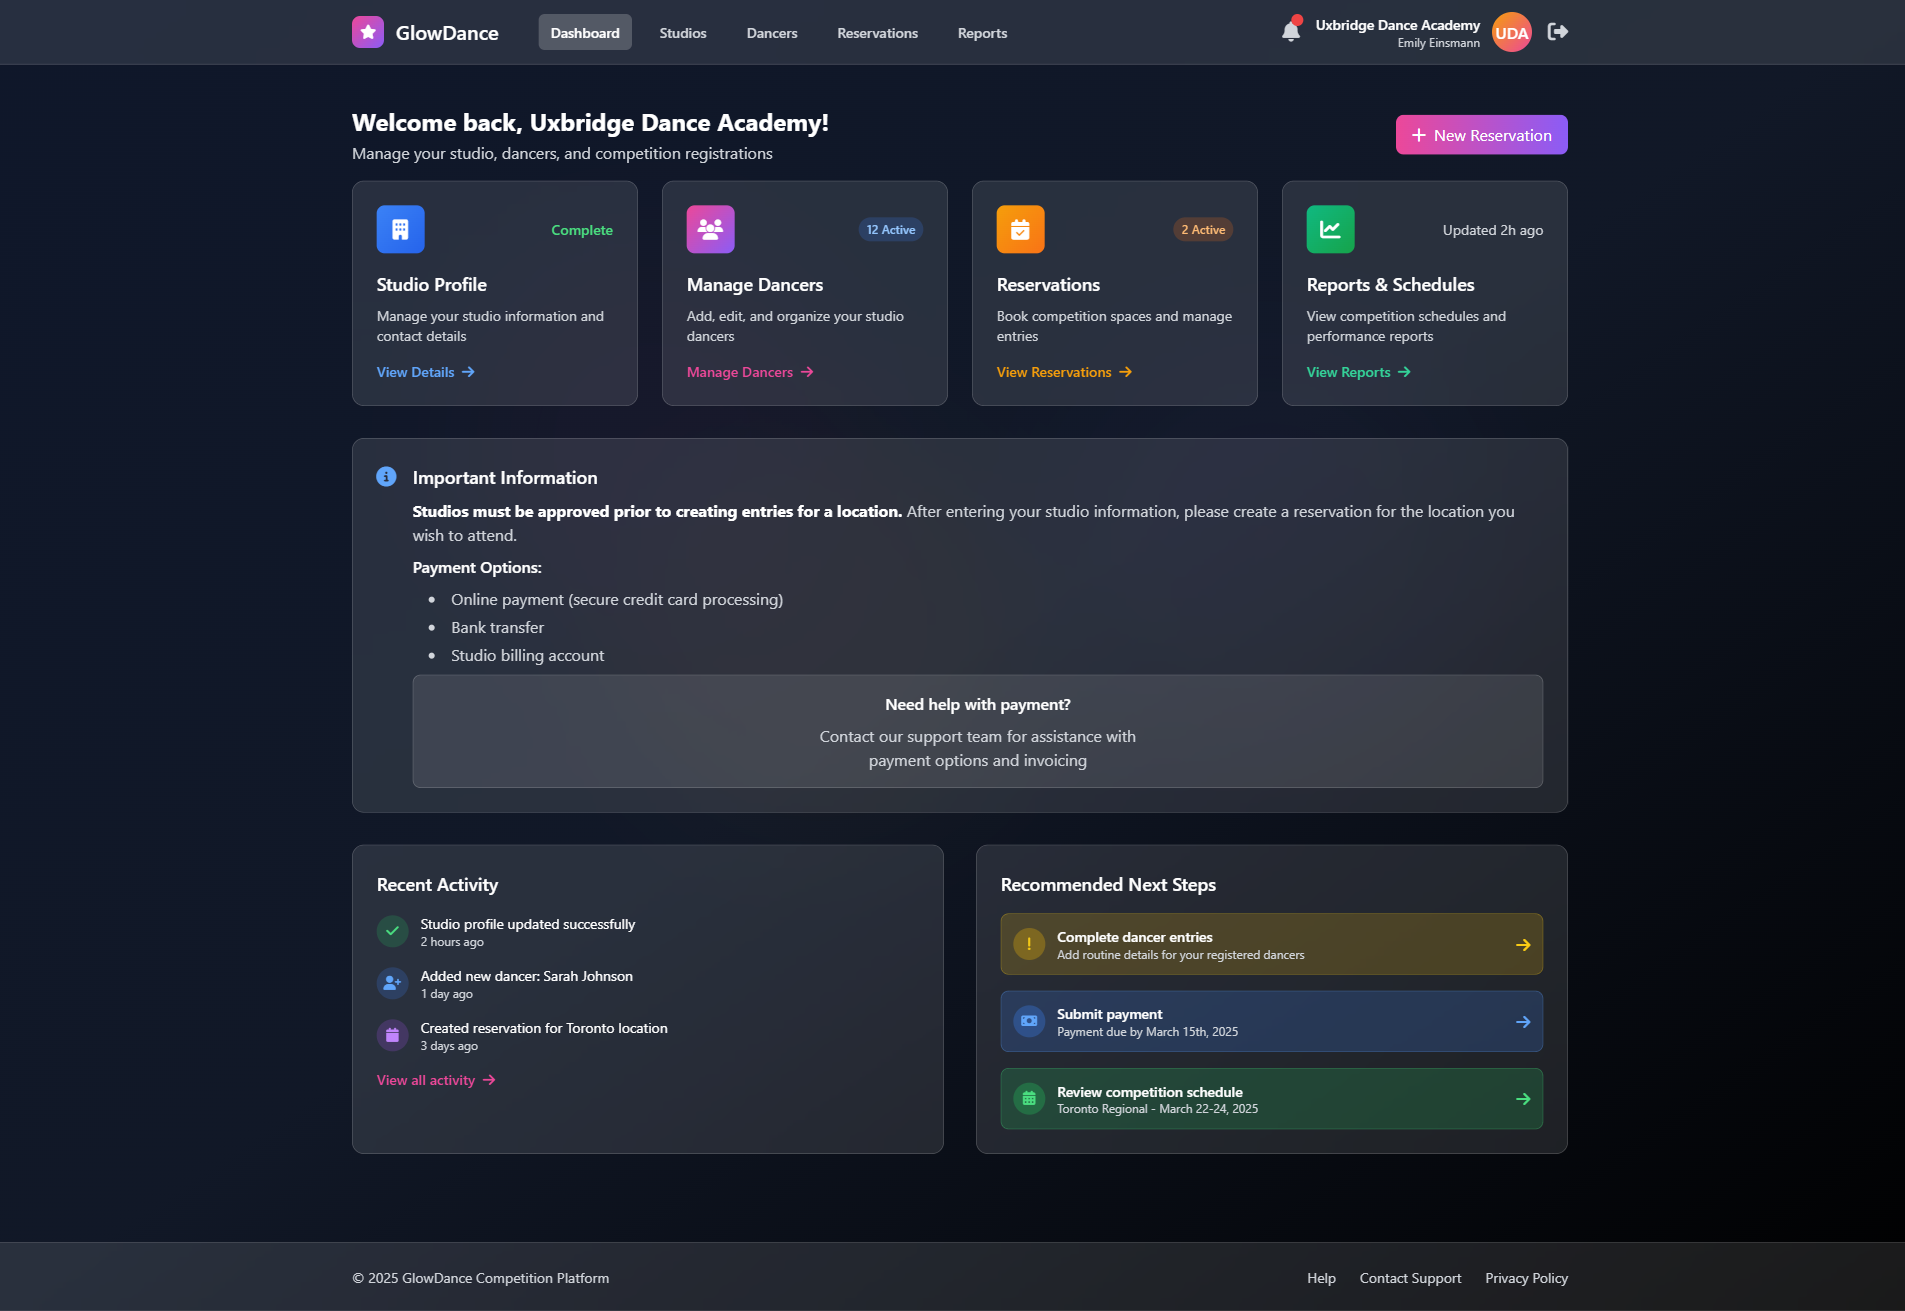 GlowDance
Dashboard
Studios
Dancers
Reservations
Reports
Uxbridge Dance Academy
Emily Einsmann
UDA
Welcome back, Uxbridge Dance Academy!
Manage your studio, dancers, and competition registrations
New Reservation
Complete
Studio Profile
Manage your studio information and
contact details
View Details
12 Active
Manage Dancers
Add, edit, and organize your studio
dancers
Manage Dancers
2 Active
Reservations
Book competition spaces and manage
entries
View Reservations
Updated 2h ago
Reports & Schedules
View competition schedules and
performance reports
View Reports
Important Information
Studios must be approved prior to creating entries for a location. After entering your studio information, please create a reservation for the location you
wish to attend.
Payment Options:
Online payment (secure credit card processing)
Bank transfer
Studio billing account
Need help with payment?
Contact our support team for assistance with
payment options and invoicing
Recent Activity
Studio profile updated successfully
2 hours ago
Added new dancer: Sarah Johnson
1 day ago
Created reservation for Toronto location
3 days ago
View all activity
Recommended Next Steps
Complete dancer entries
Add routine details for your registered dancers
Submit payment
Payment due by March 15th, 2025
Review competition schedule
Toronto Regional - March 22-24, 2025
© 2025 GlowDance Competition Platform
Help
Contact Support
Privacy Policy